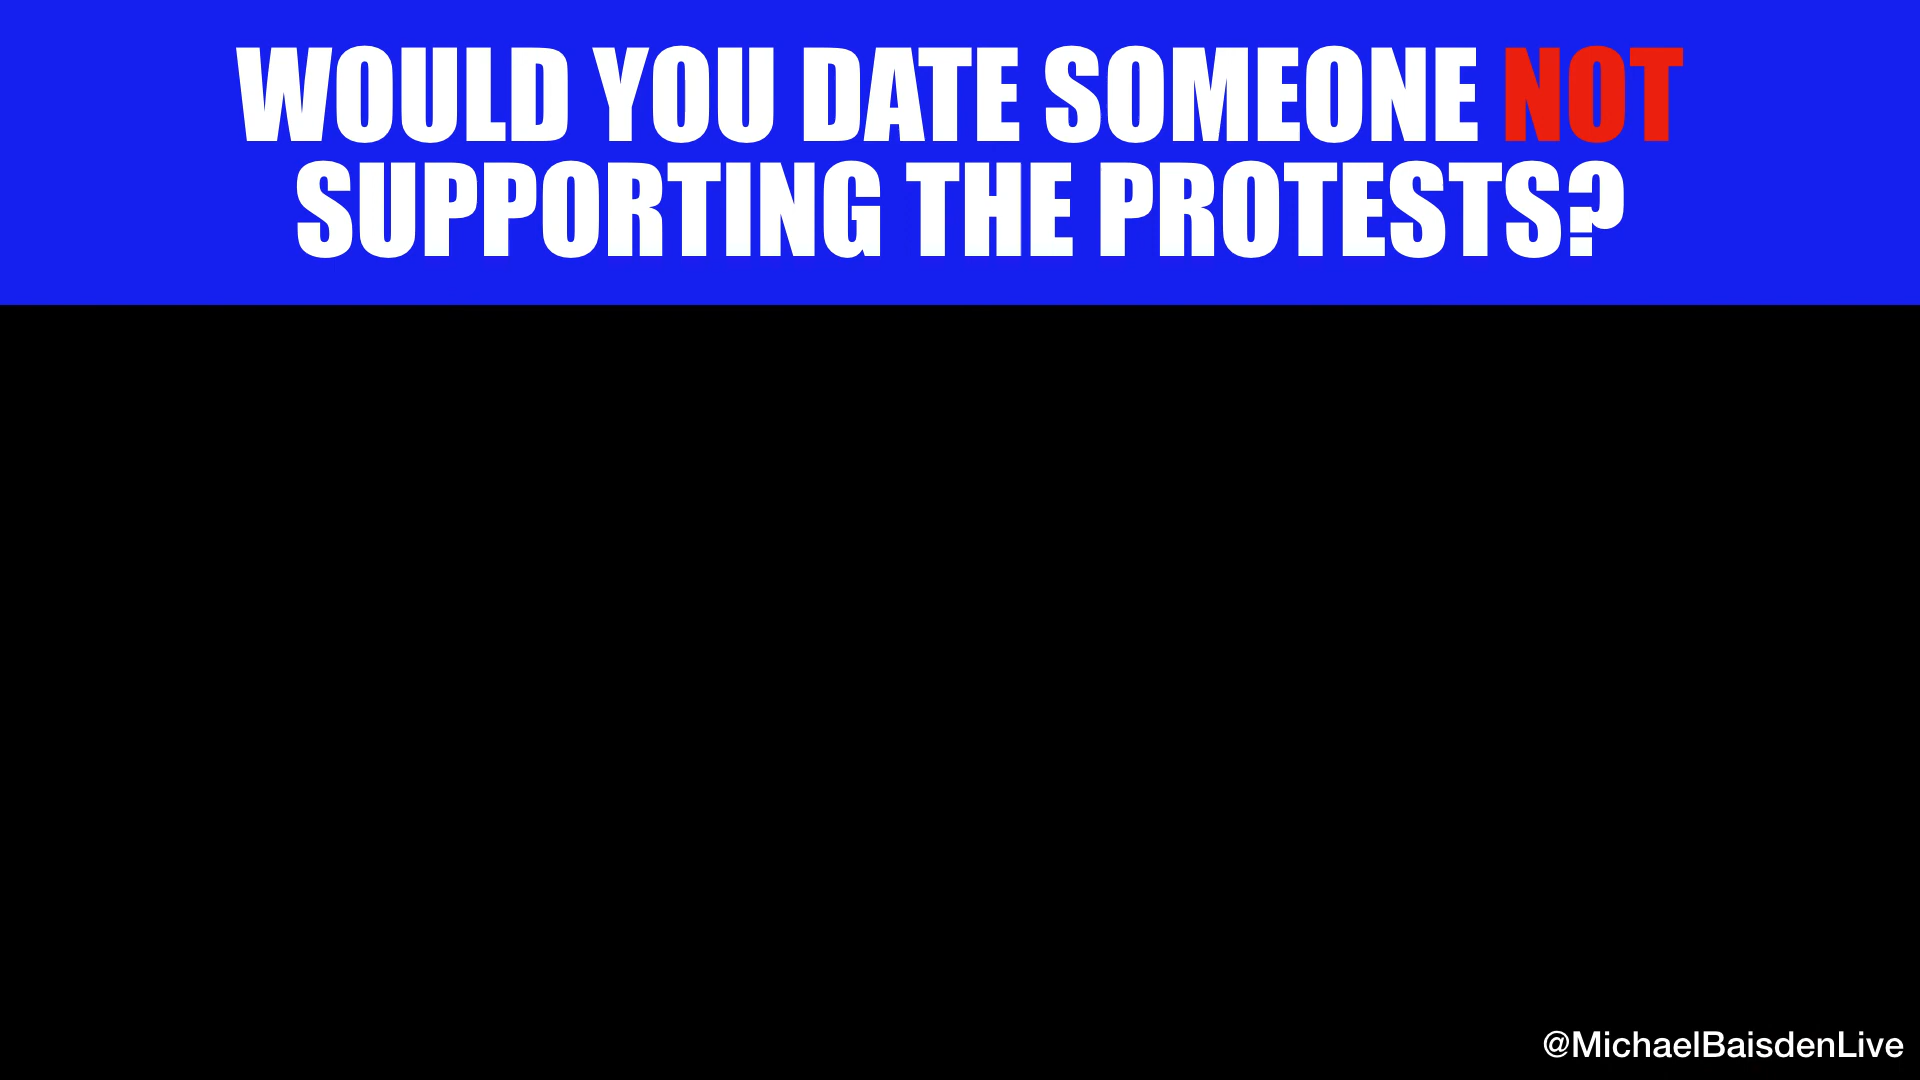 WOULD YOU DATE SOMEONE NOT
SUPPORTING THE PROTESTS?
@MichaelBaisdenLive